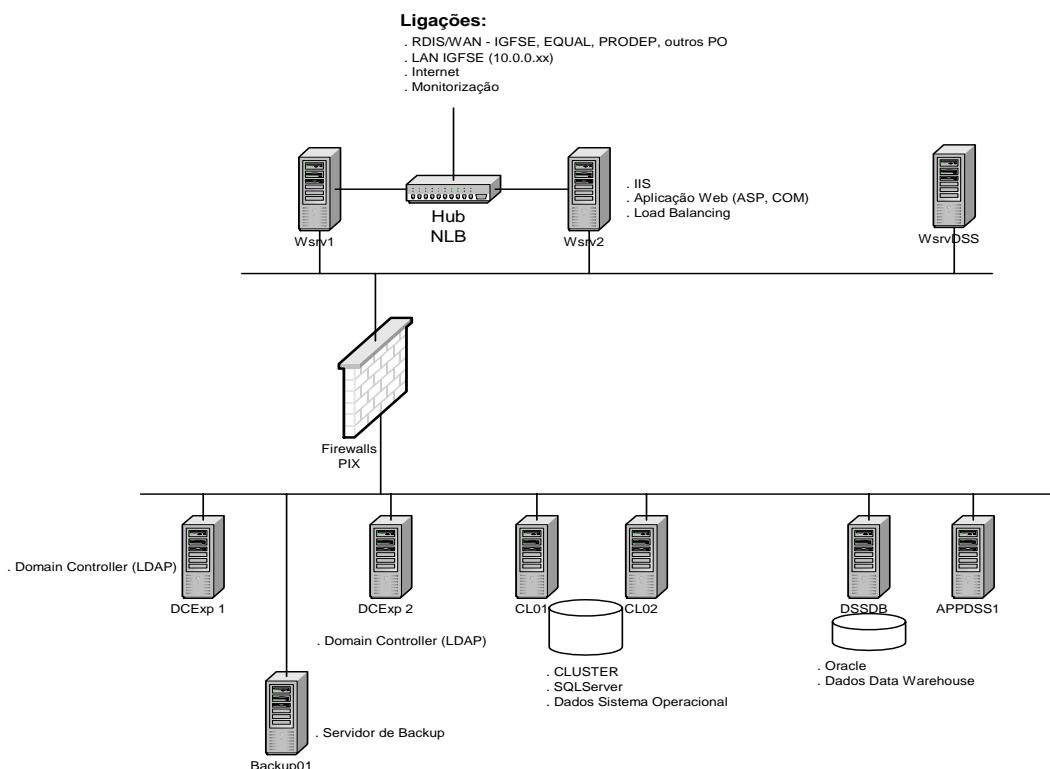 Ligações:
. RDIS/WAN - IGFSE, EQUAL, PRODEP, outros PO
. LAN IGFSE (10.0.0.xx)
. Internet
. Monitorização
Wsrv1
Hub
NLB
Wsrv2
. IIS
. Aplicação Web (ASP, COM)
. Load Balancing
WsrvDSS
Firewalls
PIX
. Domain Controller (LDAP)
DCExp 1
DCExp 2
. Domain Controller (LDAP)
CL01
CL02
. CLUSTER
. SQLServer
. Dados Sistema Operacional
DSSDB
. Oracle
. Dados Data Warehouse
APPDSS1
. Servidor de Backup
Backup01